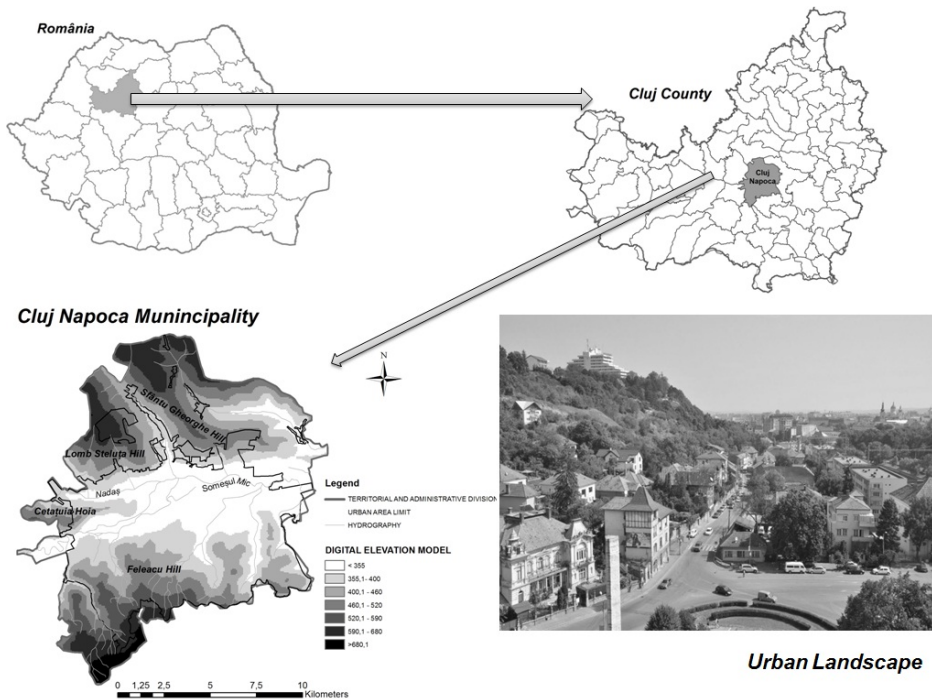 România
Cluj County
Cluj
Napoca
Cluj Napoca Munincipality
N
Sfântu Gheorghe Hill
Lomb Steluța Hill
Nadaș
Someșul Mic
Cetatuia Hoia
Feleacu Hill
Legend
TERRITORIAL AND ADMINISTRATIVE DIVISION
URBAN AREA LIMIT
HYDROGRAPHY
DIGITAL ELEVATION MODEL
< 355
355,1- 400
400,1 - 460
460,1 - 520
520,1 - 590
590,1 - 680
>680,1
0 1,25 2,5 5 7,5 10
Kilometers
Urban Landscape